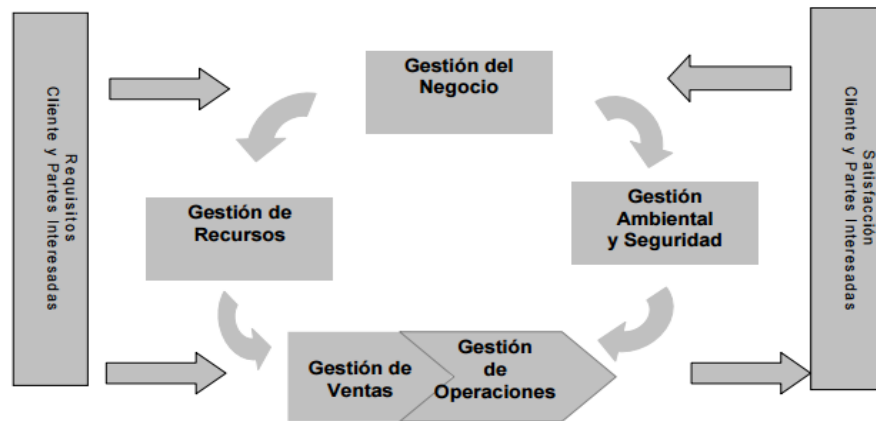 Requisitos
Cliente y Partes Interesadas
Gestión del
Negocio
Satisfacción
Cliente y Partes Interesadas
Gestión de
Recursos
Gestión
Ambiental
y Seguridad
Gestión de
Ventas
Gestión
de
Operaciones